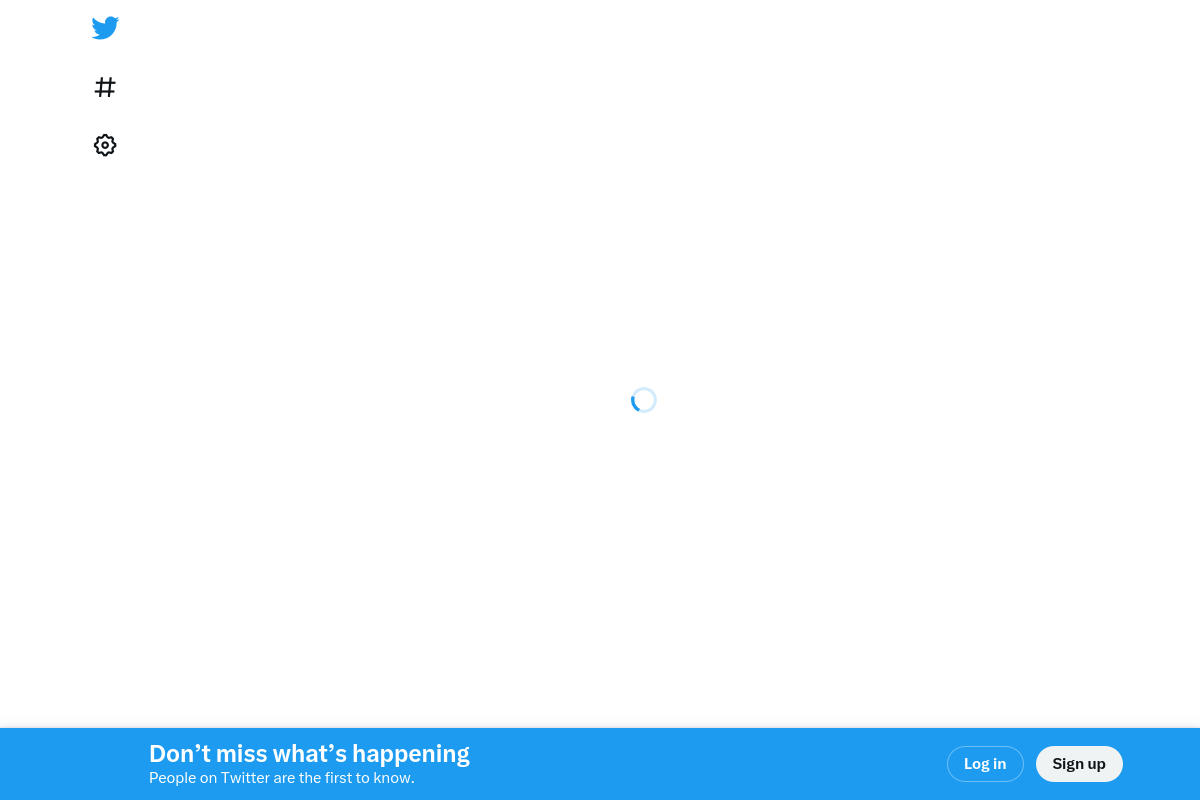 Don’t miss what’s happening
People on Twitter are the first to know.
Log in
Sign up